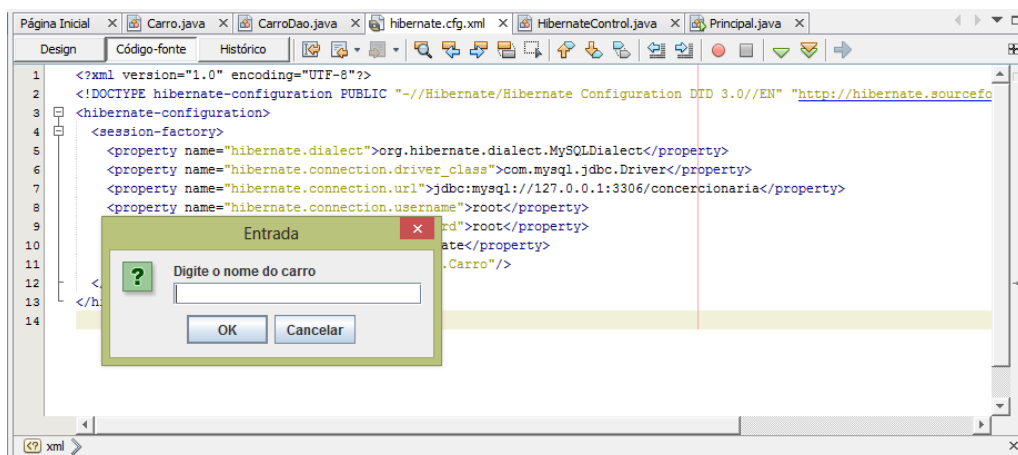 Página Inicial Carro.java CarroDao.java hibernate.cfg.xml HibernateControl.java Principal.java
Design Código-fonte Histórico
1 <?xml version="1.0" encoding="UTF-8"?>
2 <!DOCTYPE hibernate-configuration PUBLIC "-//Hibernate/Hibernate Configuration DTD 3.0//EN" "http://hibernate.sourcefo
3 <hibernate-configuration>
4 <session-factory>
5 <property name="hibernate.dialect">org.hibernate.dialect.MySQLDialect</property>
6 <property name="hibernate.connection.driver_class">com.mysql.jdbc.Driver</property>
7 <property name="hibernate.connection.url">jdbc:mysql://127.0.0.1:3306/concercionaria</property>
8 <property name="hibernate.connection.username">root</property>
9 rd">root</property>
10 ate</property>
11 .Carro"/>
12 </
13 </h
14
Entrada
Digite o nome do carro
OK Cancelar
xml